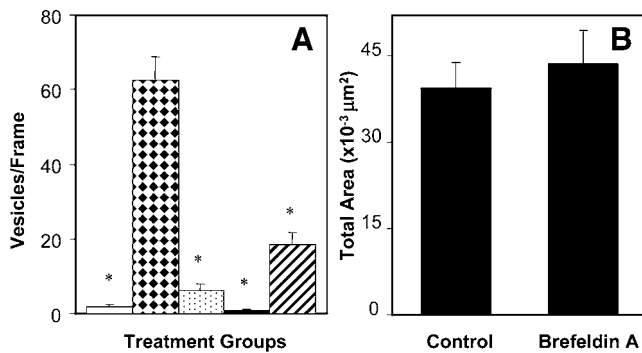 A
Vesicles/Frame
80
60
40
20
0
*
*
*
*
Treatment Groups
B
Total Area (x10⁻³ µm²)
45
30
15
0
Control
Brefeldin A